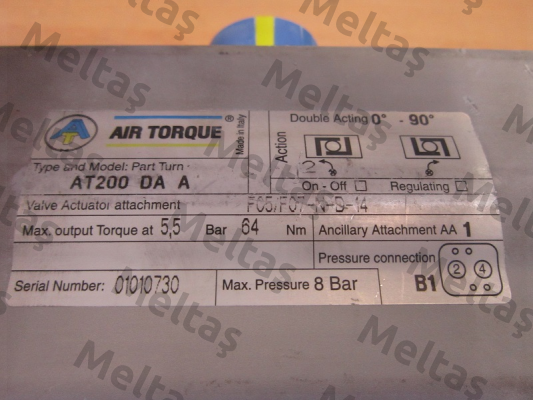 Meltaş
AIR TORQUE®
Made in Italy
Double Acting 0° - 90°
Action
2
Type and Model: Part Turn
AT200 DA A
On - Off
Regulating
Valve Actuator attachment F05/F07-N-D-14
Max. output Torque at 5,5 Bar 64 Nm
Ancillary Attachment AA 1
Pressure connection
B1 2 4
Serial Number: 01010730
Max. Pressure 8 Bar